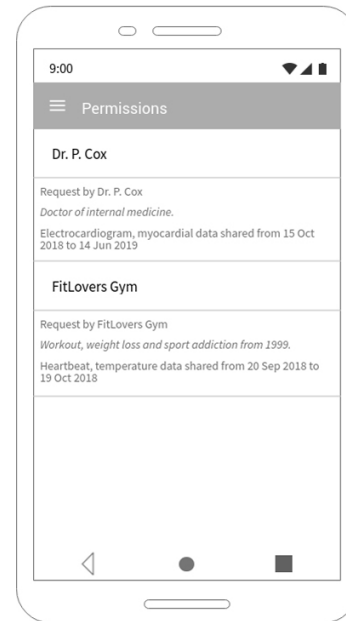 9:00
Permissions
Dr. P. Cox
Request by Dr. P. Cox
Doctor of internal medicine.
Electrocardiogram, myocardial data shared from 15 Oct
2018 to 14 Jun 2019
FitLovers Gym
Request by FitLovers Gym
Workout, weight loss and sport addiction from 1999.
Heartbeat, temperature data shared from 20 Sep 2018 to
19 Oct 2018